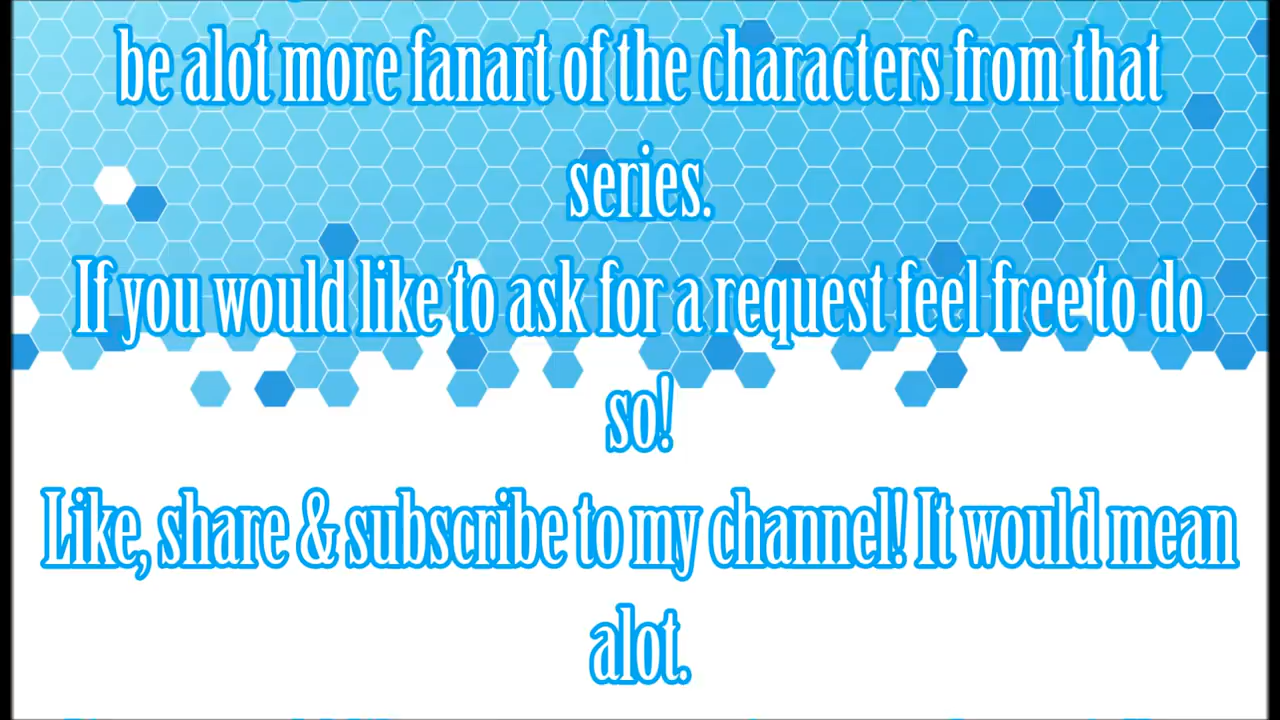 be alot more fanart of the characters from that
series.
If you would like to ask for a request feel free to do
so!
Like, share & subscribe to my channel! It would mean
alot.